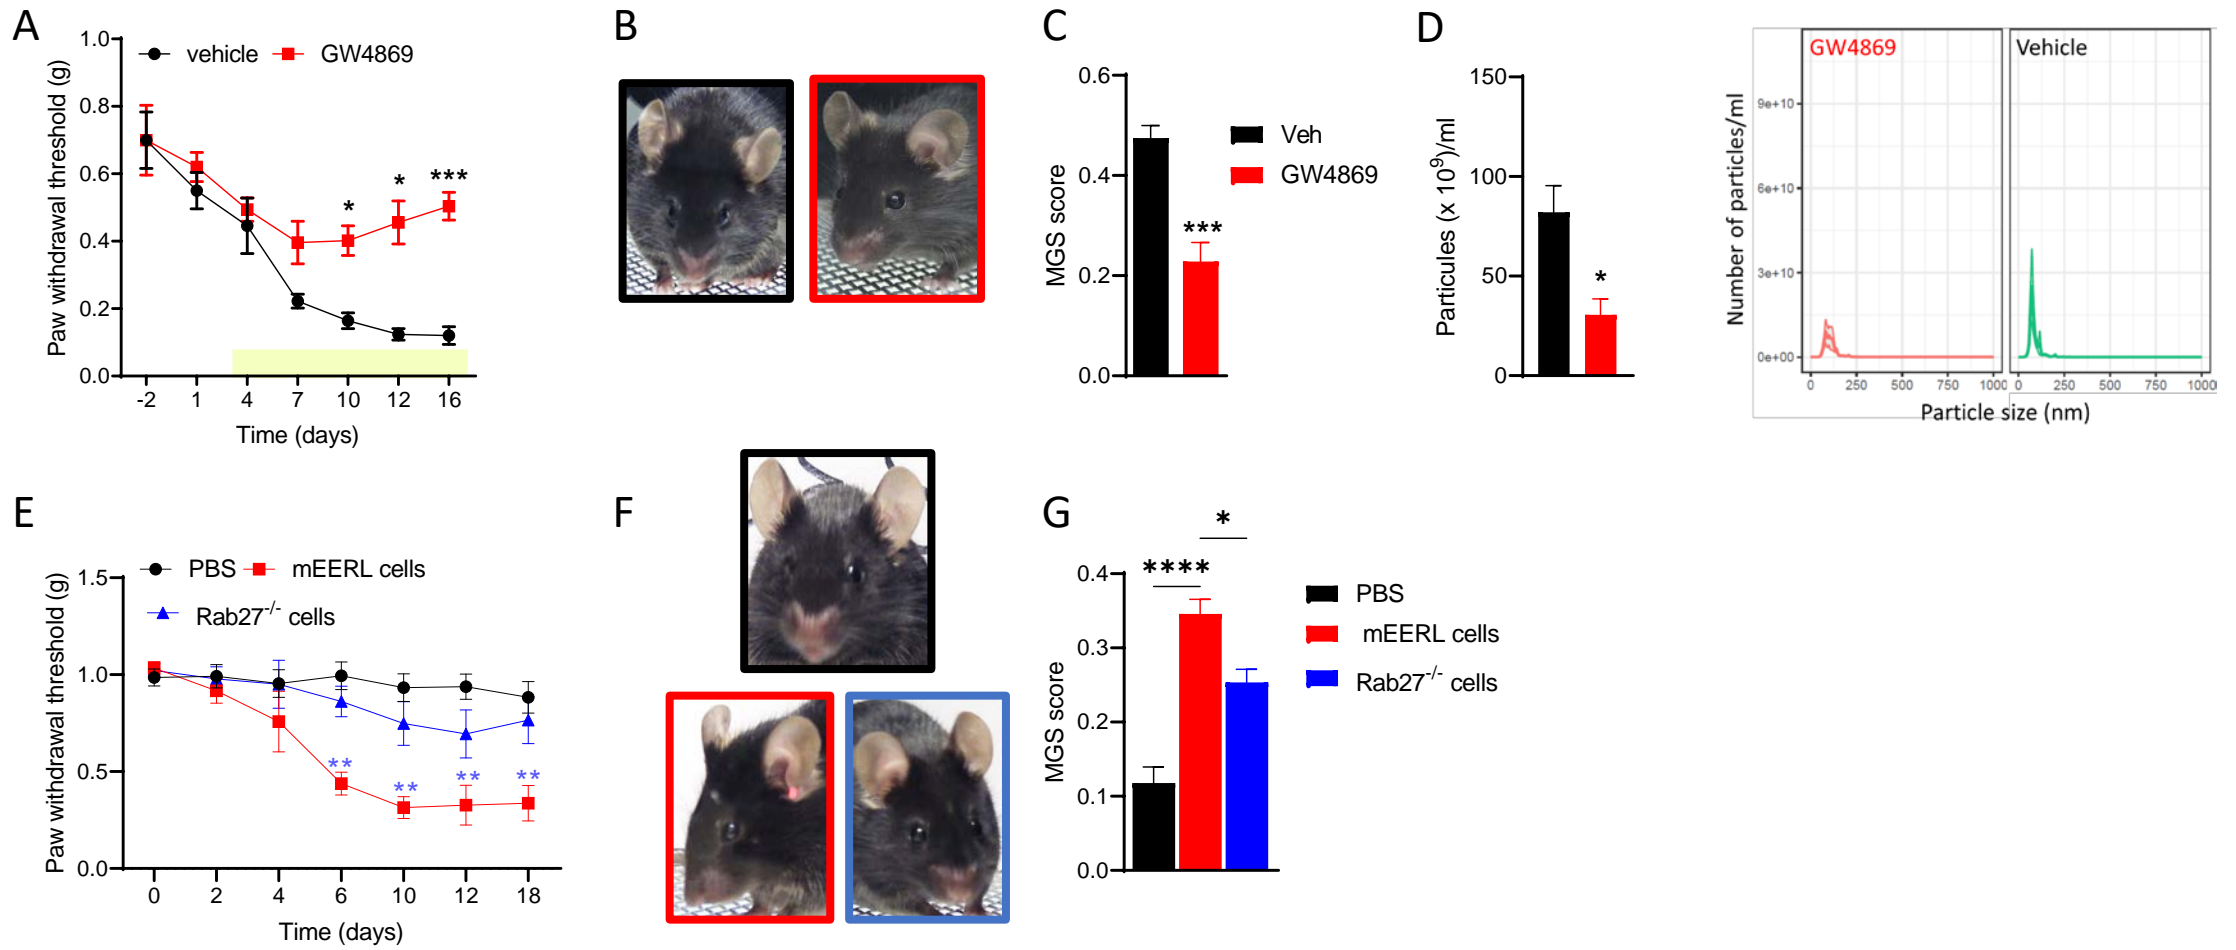 A
1.0
0.8
0.6
0.4
0.2
0.0
Paw withdrawal threshold (g)
vehicle
GW4869
*
*
***
-2 1 4 7 10 12 16
Time (days)
B
C
0.6
0.4
0.2
0.0
MGS score
***
Veh
GW4869
D
150
100
50
0
Particules (x 10⁹)/ml
*
GW4869
Vehicle
9e+10
6e+10
3e+10
0e+00
Number of particles/ml
0 250 500 750 1000
0 250 500 750 1000
Particle size (nm)
E
PBS
mEERL cells
Rab27⁻/⁻ cells
1.5
1.0
0.5
0.0
Paw withdrawal threshold (g)
**
**
**
**
0 2 4 6 10 12 18
Time (days)
F
G
*
****
0.4
0.3
0.2
0.1
0.0
MGS score
PBS
mEERL cells
Rab27⁻/⁻ cells